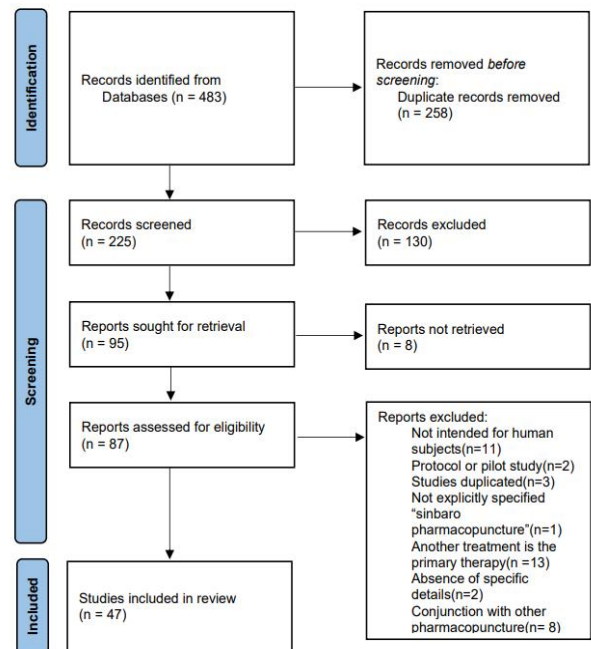 Identification
Records identified from
Databases (n = 483)
Records removed before
screening:
Duplicate records removed
(n = 258)
Screening
Records screened
(n = 225)
Records excluded
(n = 130)
Reports sought for retrieval
(n = 95)
Reports not retrieved
(n = 8)
Reports assessed for eligibility
(n = 87)
Reports excluded:
Not intended for human
subjects(n=11)
Protocol or pilot study(n=2)
Studies duplicated(n=3)
Not explicitly specified
“sinbaro
pharmacopuncture”(n=1)
Another treatment is the
primary therapy(n =13)
Absence of specific
details(n=2)
Conjunction with other
pharmacopuncture(n= 8)
Included
Studies included in review
(n = 47)